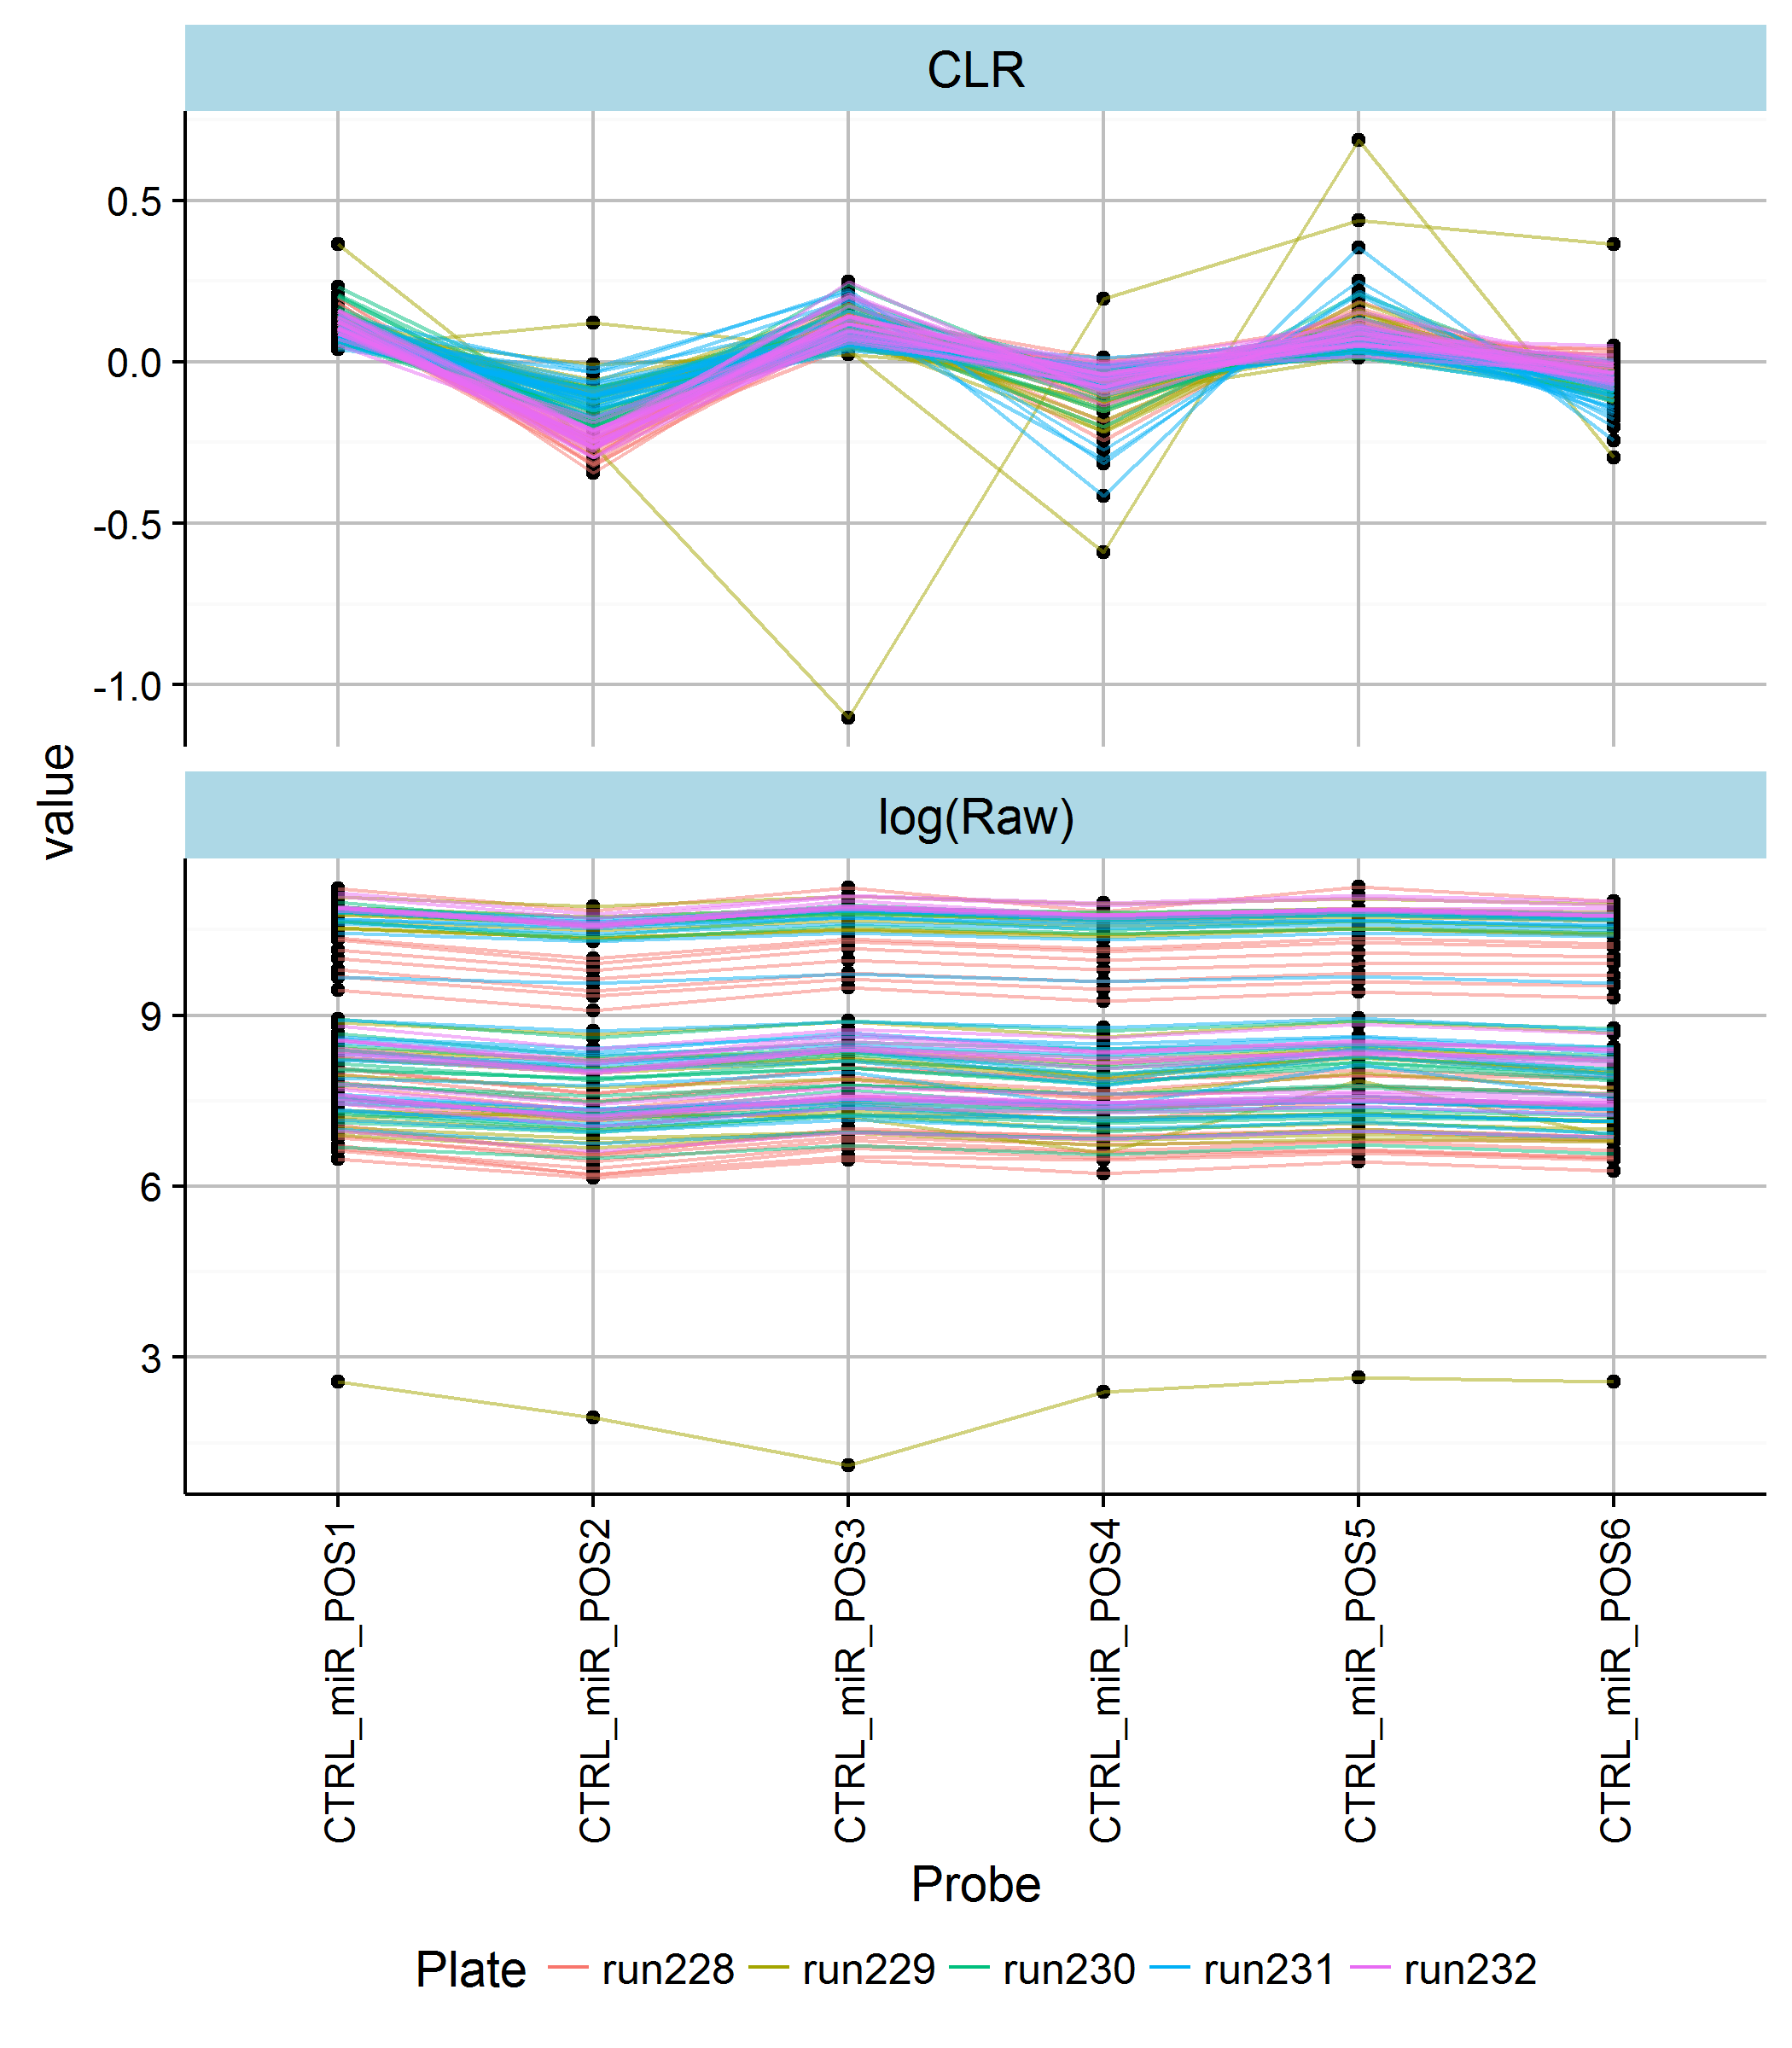 CLR
0.5
0.0
-0.5
-1.0
value
log(Raw)
9
6
3
CTRL_miR_POS1
CTRL_miR_POS2
CTRL_miR_POS3
CTRL_miR_POS4
CTRL_miR_POS5
CTRL_miR_POS6
Probe
Plate run228 run229 run230 run231 run232